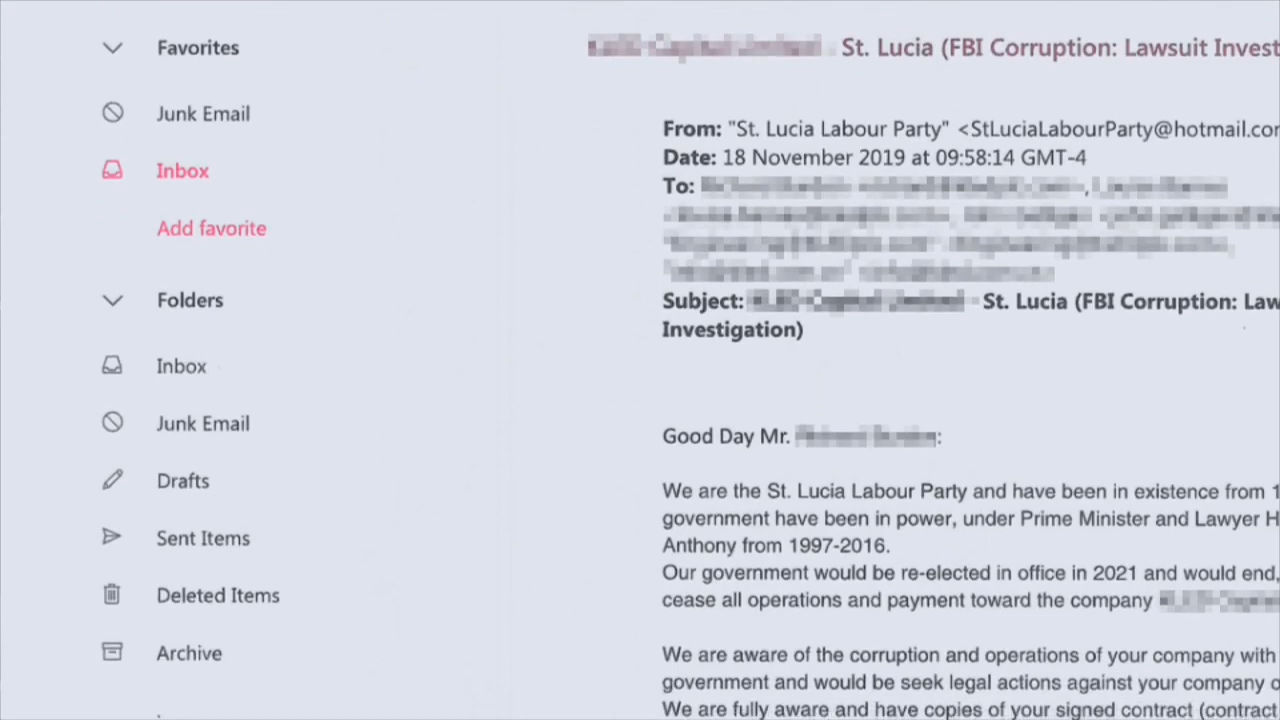 Favorites
Junk Email
Inbox
Add favorite
Folders
Inbox
Junk Email
Drafts
Sent Items
Deleted Items
Archive
St. Lucia (FBI Corruption: Lawsuit Invest
From: "St. Lucia Labour Party" <StLuciaLabourParty@hotmail.com
Date: 18 November 2019 at 09:58:14 GMT-4
To:
Subject: - St. Lucia (FBI Corruption: Law
Investigation)
Good Day Mr. :
We are the St. Lucia Labour Party and have been in existence from 1
government have been in power, under Prime Minister and Lawyer H
Anthony from 1997-2016.
Our government would be re-elected in office in 2021 and would end,
cease all operations and payment toward the company
We are aware of the corruption and operations of your company with
government and would be seek legal actions against your company o
We are fully aware and have copies of your signed contract (contract